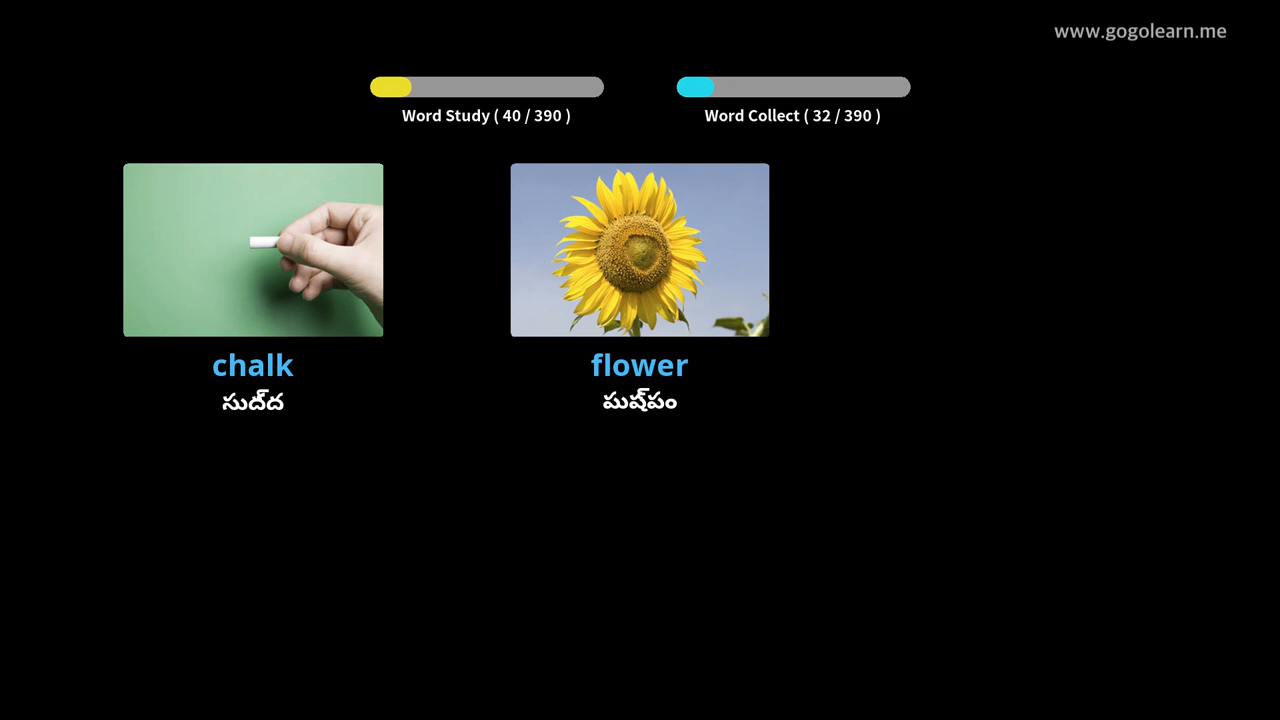 www.gogolearn.me
Word Study ( 40 / 390 )
Word Collect ( 32 / 390 )
chalk
flower
సుద్ద
పుష్పం